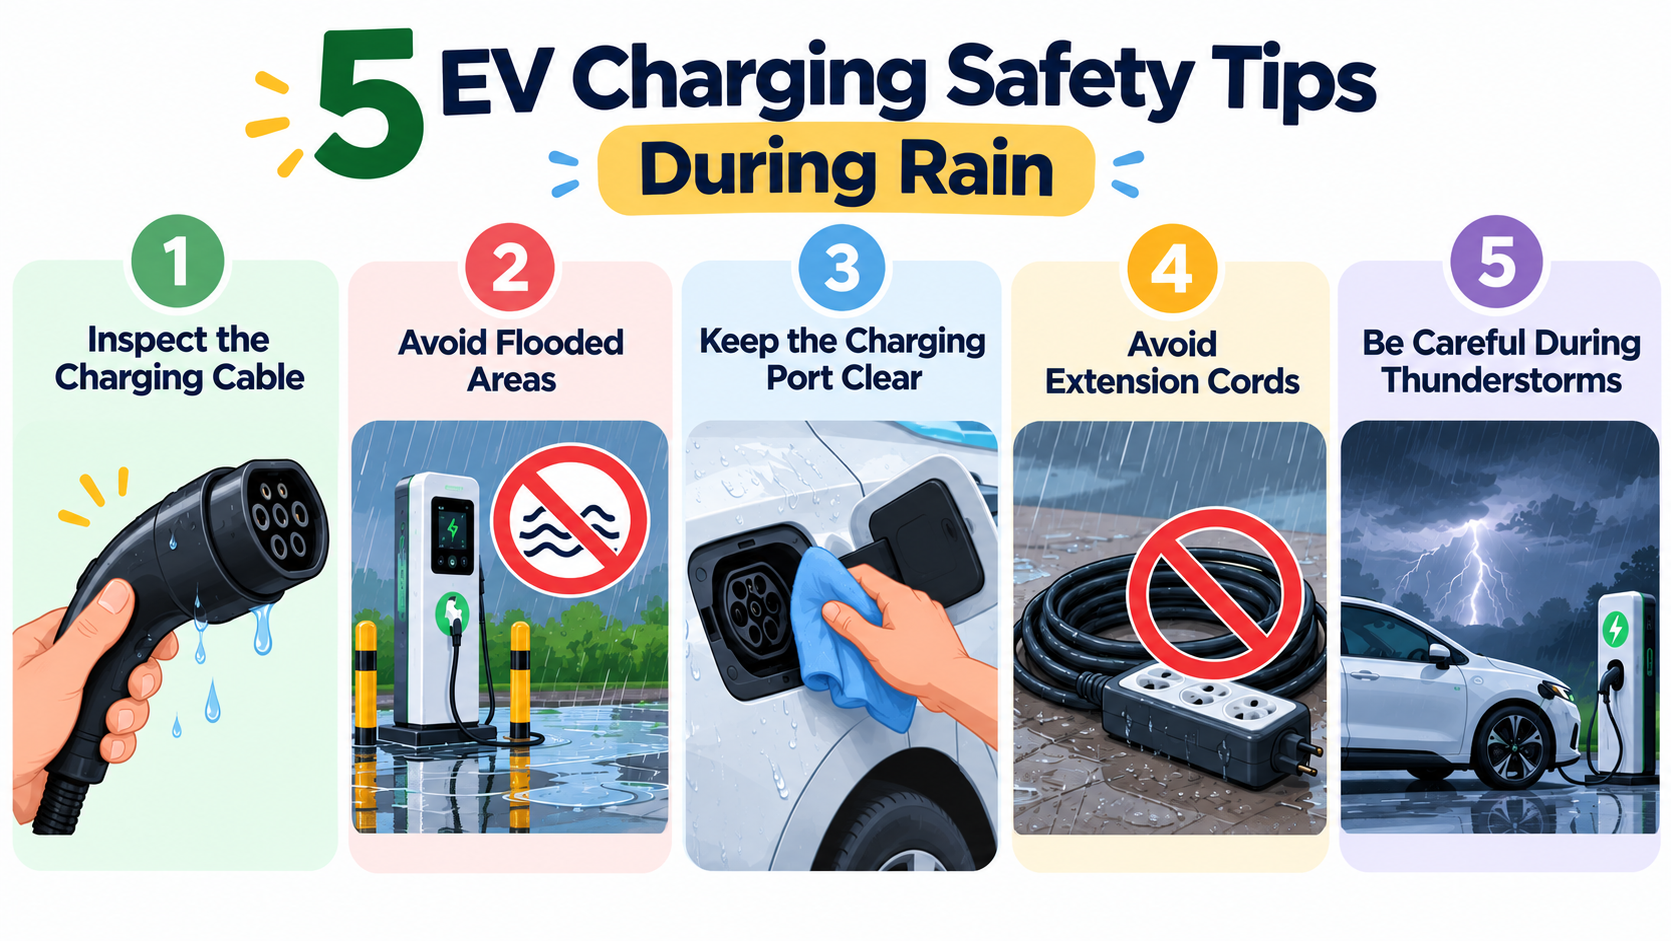 5 EV Charging Safety Tips
During Rain
1
Inspect the
Charging Cable
2
Avoid Flooded
Areas
3
Keep the Charging
Port Clear
4
Avoid
Extension Cords
5
Be Careful During
Thunderstorms